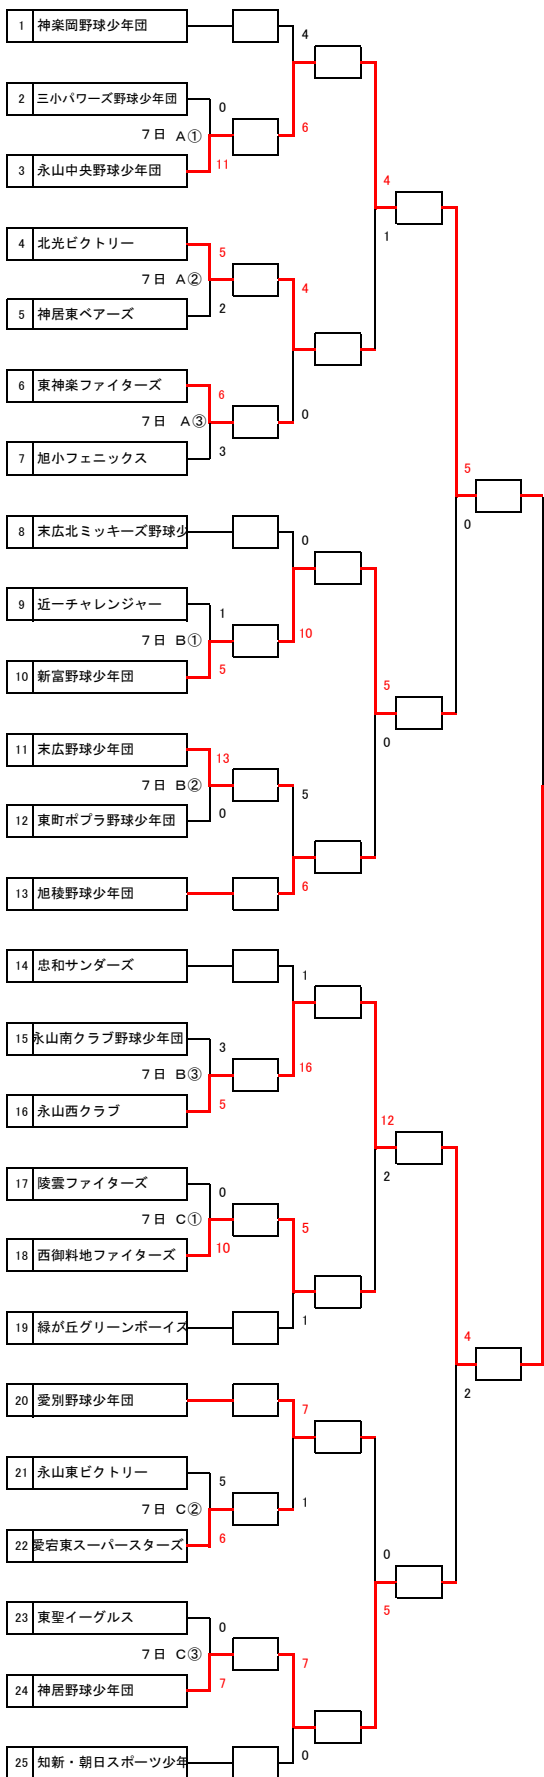 1 神楽岡野球少年団
4
2 三小パワーズ野球少年団
0
7日 A①
6
3 永山中央野球少年団
11
4
1
4 北光ビクトリー
5
7日 A②
4
5 神居東ベアーズ
2
6 東神楽ファイターズ
6
7日 A③
0
7 旭小フェニックス
3
5
0
8 末広北ミッキーズ野球少
0
9 近一チャレンジャー
1
7日 B①
10
10 新富野球少年団
5
5
0
11 末広野球少年団
13
7日 B②
5
12 東町ポプラ野球少年団
0
13 旭稜野球少年団
6
14 忠和サンダーズ
1
15 永山南クラブ野球少年団
3
7日 B③
16
16 永山西クラブ
5
12
2
17 陵雲ファイターズ
0
7日 C①
5
18 西御料地ファイターズ
10
19 緑が丘グリーンボーイズ
1
4
2
20 愛別野球少年団
7
21 永山東ビクトリー
5
7日 C②
1
22 愛宕東スーパースターズ
6
0
5
23 東聖イーグルス
0
7日 C③
7
24 神居野球少年団
7
25 知新・朝日スポーツ少年
0